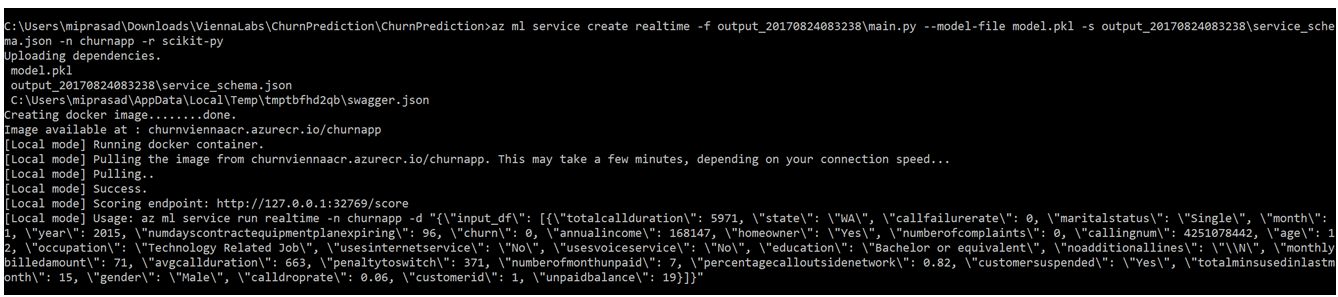 C:\Users\miprasad\Downloads\ViennaLabs\ChurnPrediction\ChurnPrediction>az ml service create realtime -f output_20170824083238\main.py --model-file model.pkl -s output_20170824083238\service_sche
ma.json -n churnapp -r scikit-py
Uploading dependencies.
 model.pkl
 output_20170824083238\service_schema.json
 C:\Users\miprasad\AppData\Local\Temp\tmptbfhd2qb\swagger.json
Creating docker image........done.
Image available at : churnviennaacr.azurecr.io/churnapp
[Local mode] Running docker container.
[Local mode] Pulling the image from churnviennaacr.azurecr.io/churnapp. This may take a few minutes, depending on your connection speed...
[Local mode] Pulling..
[Local mode] Success.
[Local mode] Scoring endpoint: http://127.0.0.1:32769/score
[Local mode] Usage: az ml service run realtime -n churnapp -d "{\"input_df\": [{\"totalcallduration\": 5971, \"state\": \"WA\", \"callfailurerate\": 0, \"maritalstatus\": \"Single\", \"month\":
1, \"year\": 2015, \"numdayscontractequipmentplanexpiring\": 96, \"churn\": 0, \"annualincome\": 168147, \"homeowner\": \"Yes\", \"numberofcomplaints\": 0, \"callingnum\": 4251078442, \"age\": 1
2, \"occupation\": \"Technology Related Job\", \"usesinternetservice\": \"No\", \"usesvoiceservice\": \"No\", \"education\": \"Bachelor or equivalent\", \"noadditionallines\": \"\\N\", \"monthly
billedamount\": 71, \"avgcallduration\": 663, \"penaltytoswitch\": 371, \"numberofmonthunpaid\": 7, \"percentagecalloutsidenetwork\": 0.82, \"customersuspended\": \"Yes\", \"totalminsusedinlastm
onth\": 15, \"gender\": \"Male\", \"calldroprate\": 0.06, \"customerid\": 1, \"unpaidbalance\": 19}]}"